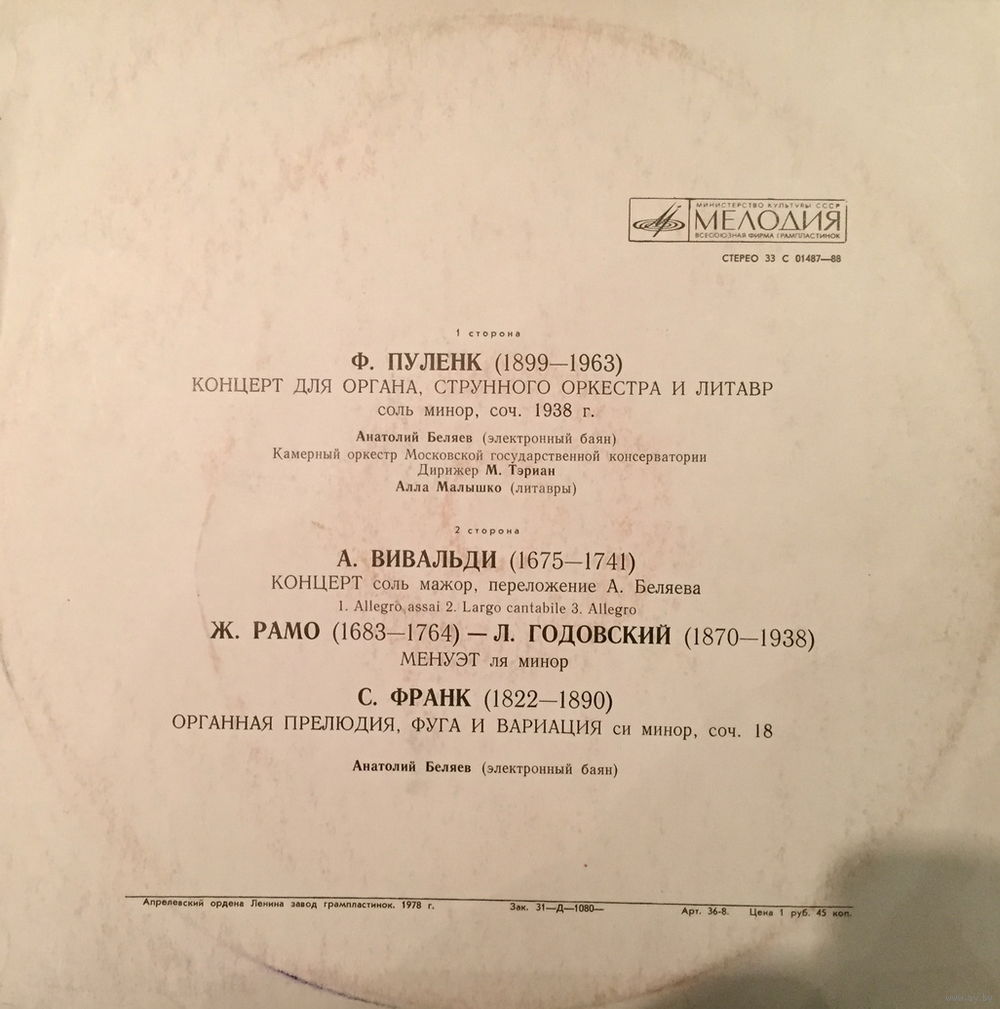 МИНИСТЕРСТВО КУЛЬТУРЫ СССР
МЕЛОДИЯ
ВСЕСОЮЗНАЯ ФИРМА ГРАМПЛАСТИНОК
СТЕРЕО 33 С 01487—88
1 сторона
Ф. ПУЛЕНК (1899—1963)
КОНЦЕРТ ДЛЯ ОРГАНА, СТРУННОГО ОРКЕСТРА И ЛИТАВР
соль минор, соч. 1938 г.
Анатолий Беляев (электронный баян)
Камерный оркестр Московской государственной консерватории
Дирижер М. Тэриан
Алла Малышко (литавры)
2 сторона
А. ВИВАЛЬДИ (1675—1741)
КОНЦЕРТ соль мажор, переложение А. Беляева
1. Allegro assai 2. Largo cantabile 3. Allegro
Ж. РАМО (1683—1764) — Л. ГОДОВСКИЙ (1870—1938)
МЕНУЭТ ля минор
С. ФРАНК (1822—1890)
ОРГАННАЯ ПРЕЛЮДИЯ, ФУГА И ВАРИАЦИЯ си минор, соч. 18
Анатолий Беляев (электронный баян)
Апрелевский ордена Ленина завод грампластинок. 1978 г. Зак. 31—Д—1080— Арт. 36-8. Цена 1 руб. 45 коп.
www.ay.by